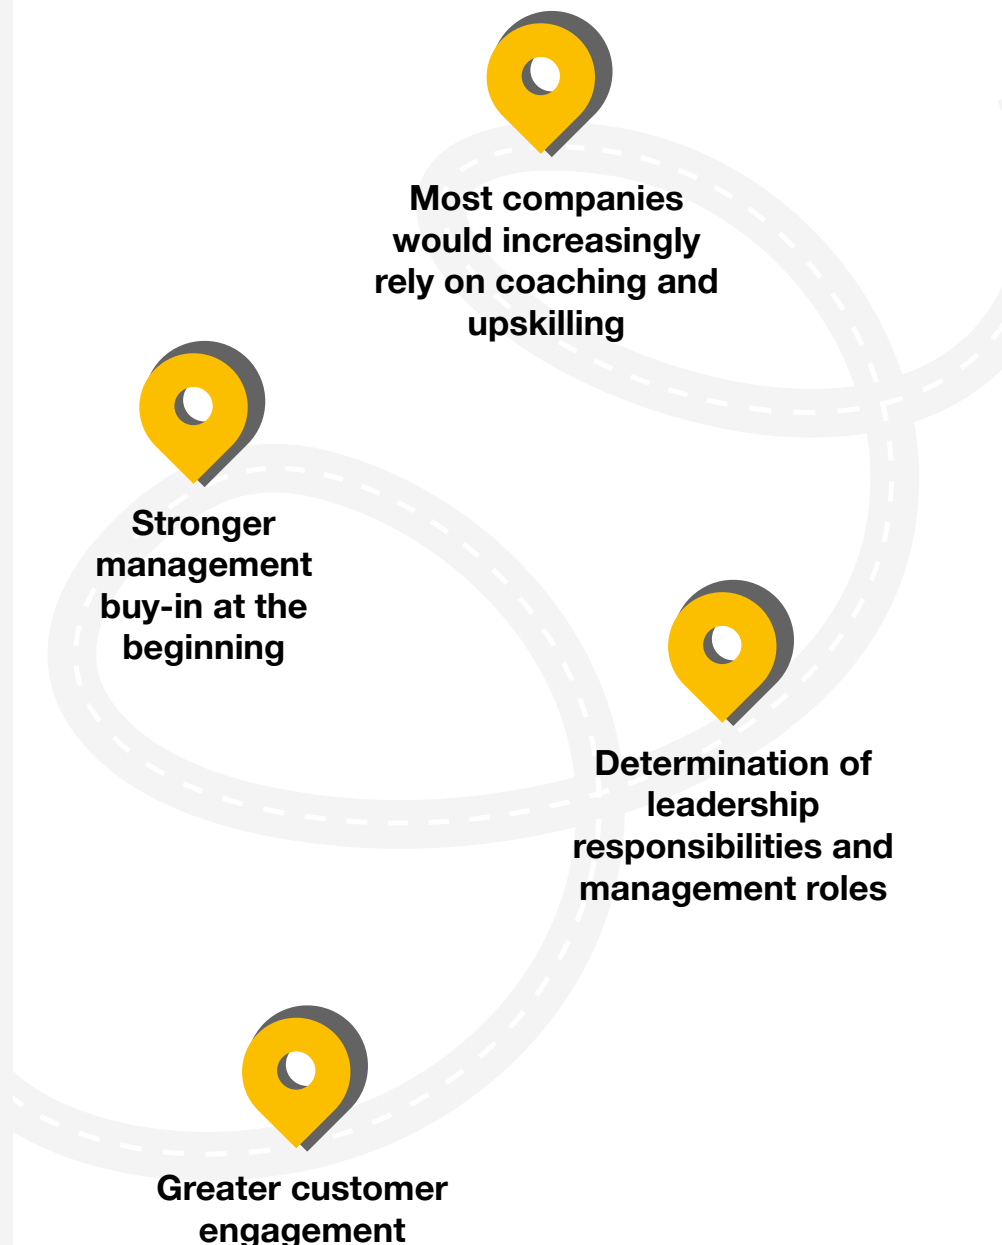 Most companies
would increasingly
rely on coaching and
upskilling
Stronger
management
buy-in at the
beginning
Determination of
leadership
responsibilities and
management roles
Greater customer
engagement